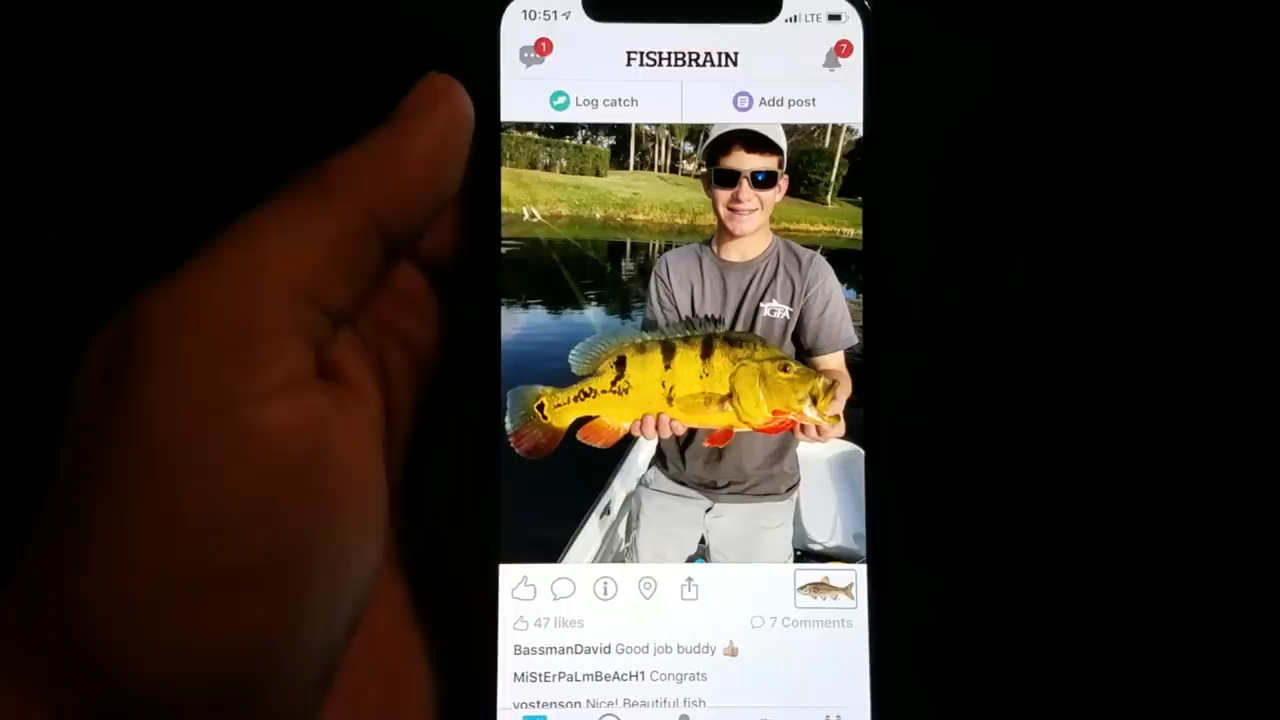 10:51 LTE
1 FISHBRAIN 7
Log catch Add post
IGFA
47 likes 7 Comments
BassmanDavid Good job buddy 👍🏼
MiStErPaLmBeAcH1 Congrats
vostenson Nice! Beautiful fish